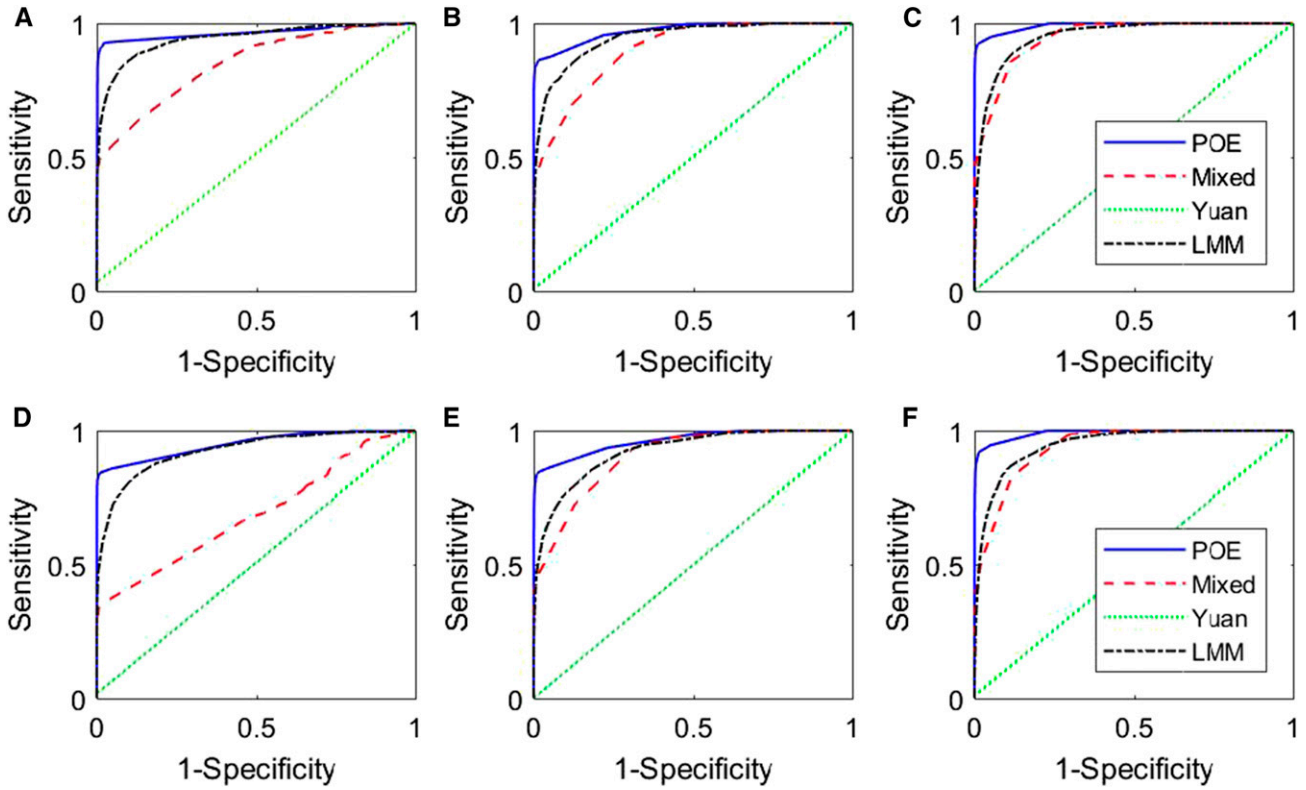 A
B
C
1
0.5
0
Sensitivity
0
0.5
1
1-Specificity
1
0.5
0
Sensitivity
0
0.5
1
1-Specificity
1
0.5
0
Sensitivity
0
0.5
1
1-Specificity
POE
Mixed
Yuan
LMM
D
E
F
1
0.5
0
Sensitivity
0
0.5
1
1-Specificity
1
0.5
0
Sensitivity
0
0.5
1
1-Specificity
1
0.5
0
Sensitivity
0
0.5
1
1-Specificity
POE
Mixed
Yuan
LMM